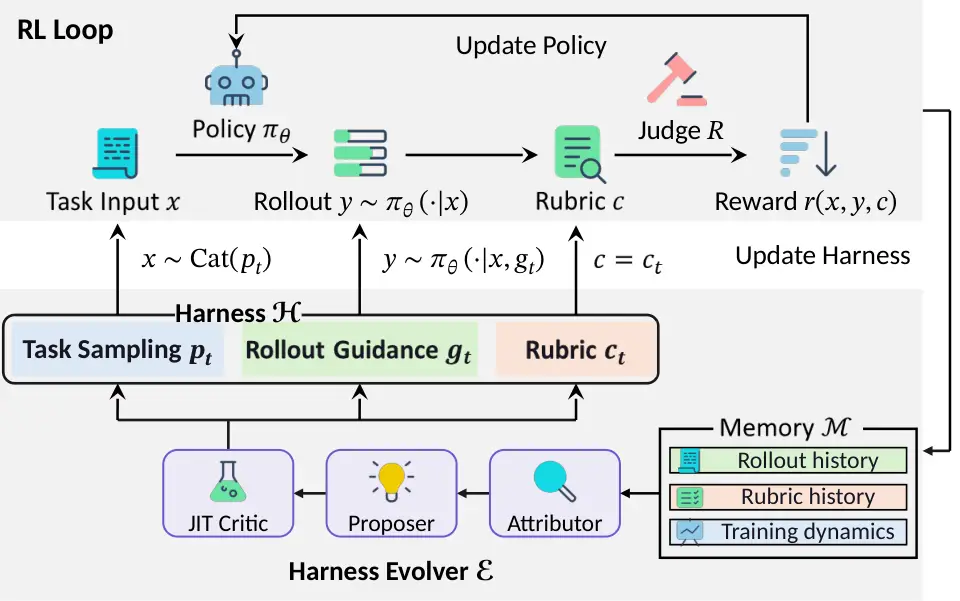 RL Loop
Update Policy
Policy π_θ
Judge R
Task Input x
Rollout y ~ π_θ(·|x)
Rubric c
Reward r(x, y, c)
x ~ Cat(p_t)
y ~ π_θ(·|x, g_t)
c = c_t
Update Harness
Harness ℋ
Task Sampling p_t
Rollout Guidance g_t
Rubric c_t
Memory ℳ
Rollout history
Rubric history
Training dynamics
JIT Critic
Proposer
Attributor
Harness Evolver ℰ